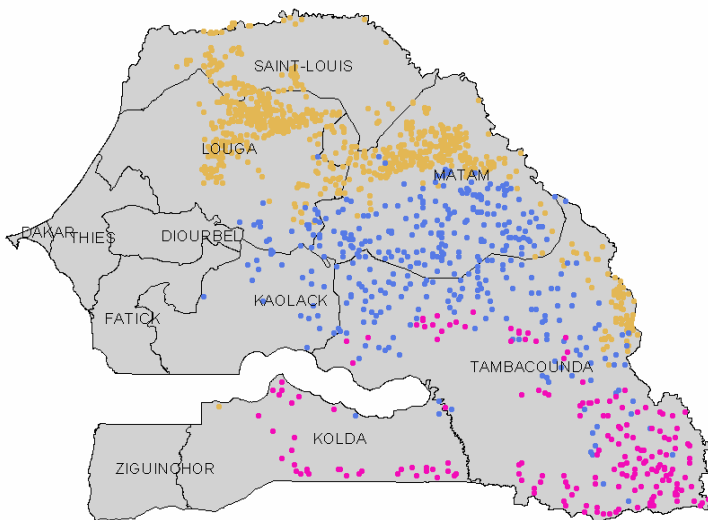 SAINT-LOUIS
LOUGA
MATAM
DAKAR
THIES
DIOURBEL
KAOLACK
FATICK
TAMBACOUNDA
KOLDA
ZIGUINCHOR